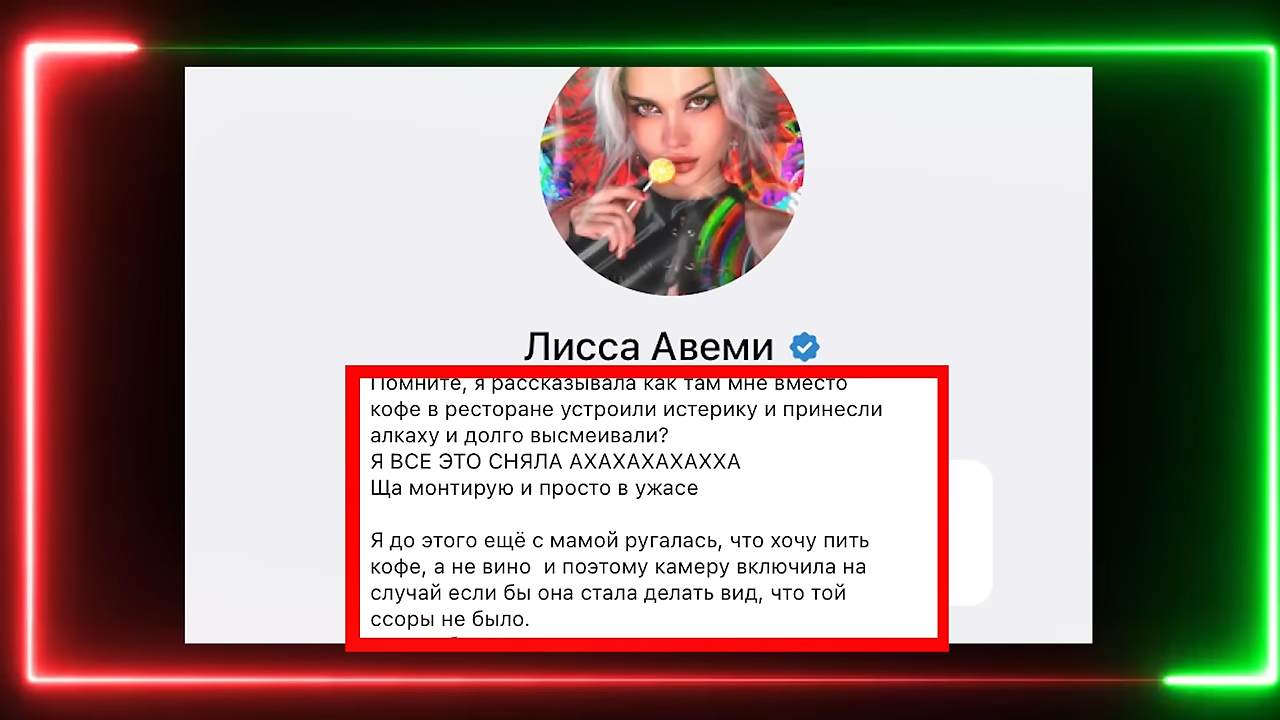 Лисса Авеми
Помните, я рассказывала как там мне вместо
кофе в ресторане устроили истерику и принесли
алкаху и долго высмеивали?
Я ВСЕ ЭТО СНЯЛА АХАХАХАХАХХА
Ща монтирую и просто в ужасе
Я до этого ещё с мамой ругалась, что хочу пить
кофе, а не вино  и поэтому камеру включила на
случай если бы она стала делать вид, что той
ссоры не было.